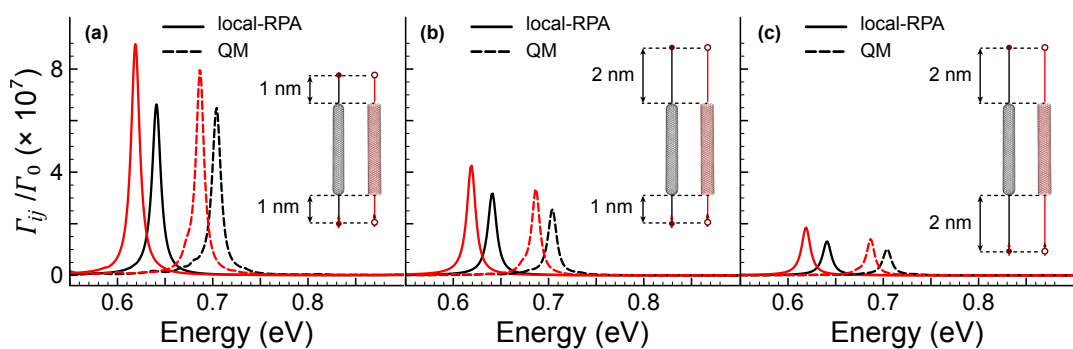 (a)
local-RPA
QM
1 nm
1 nm
(b)
local-RPA
QM
2 nm
1 nm
(c)
local-RPA
QM
2 nm
2 nm
Γij /Γ0 (× 10⁷)
8
4
0
0.6 0.7 0.8
0.6 0.7 0.8
0.6 0.7 0.8
Energy (eV)
Energy (eV)
Energy (eV)